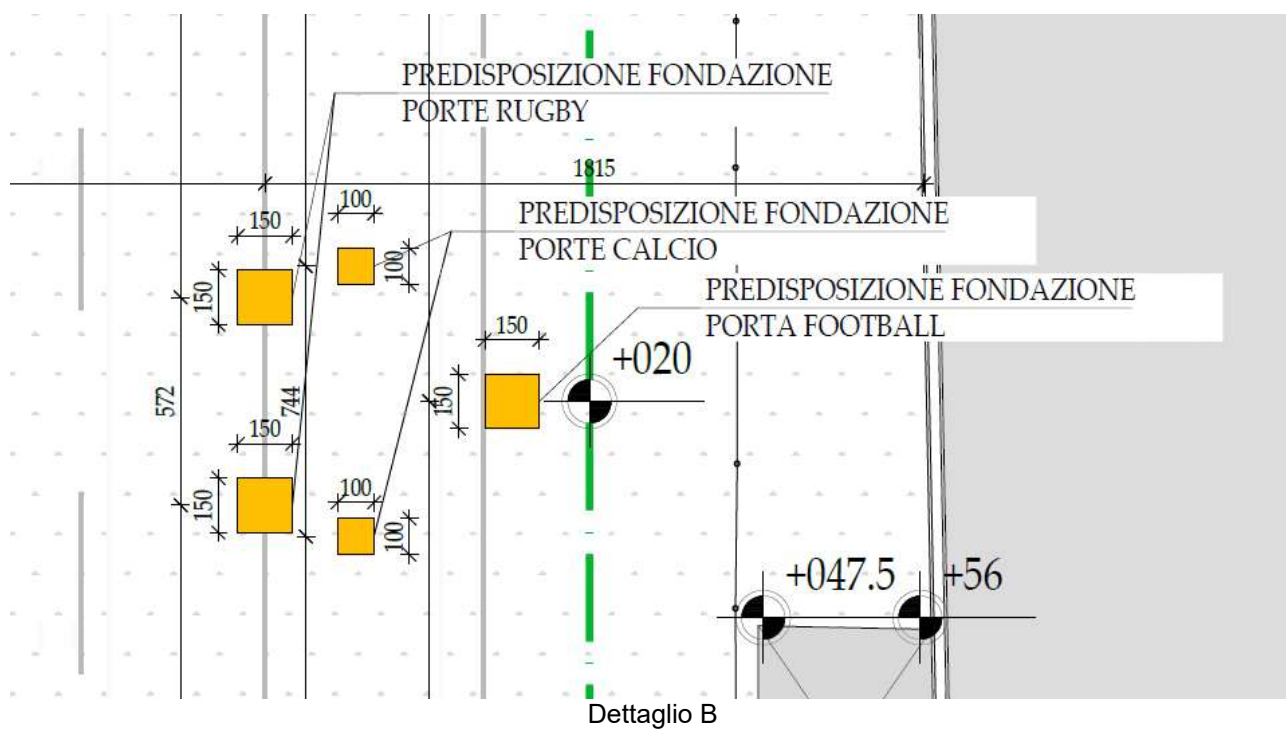 PREDISPOSIZIONE FONDAZIONE
PORTE RUGBY
1815
100
150
PREDISPOSIZIONE FONDAZIONE
PORTE CALCIO
100
150
PREDISPOSIZIONE FONDAZIONE
PORTA FOOTBALL
150
+020
572
744
150
150
100
150
100
+047.5
+56
Dettaglio B